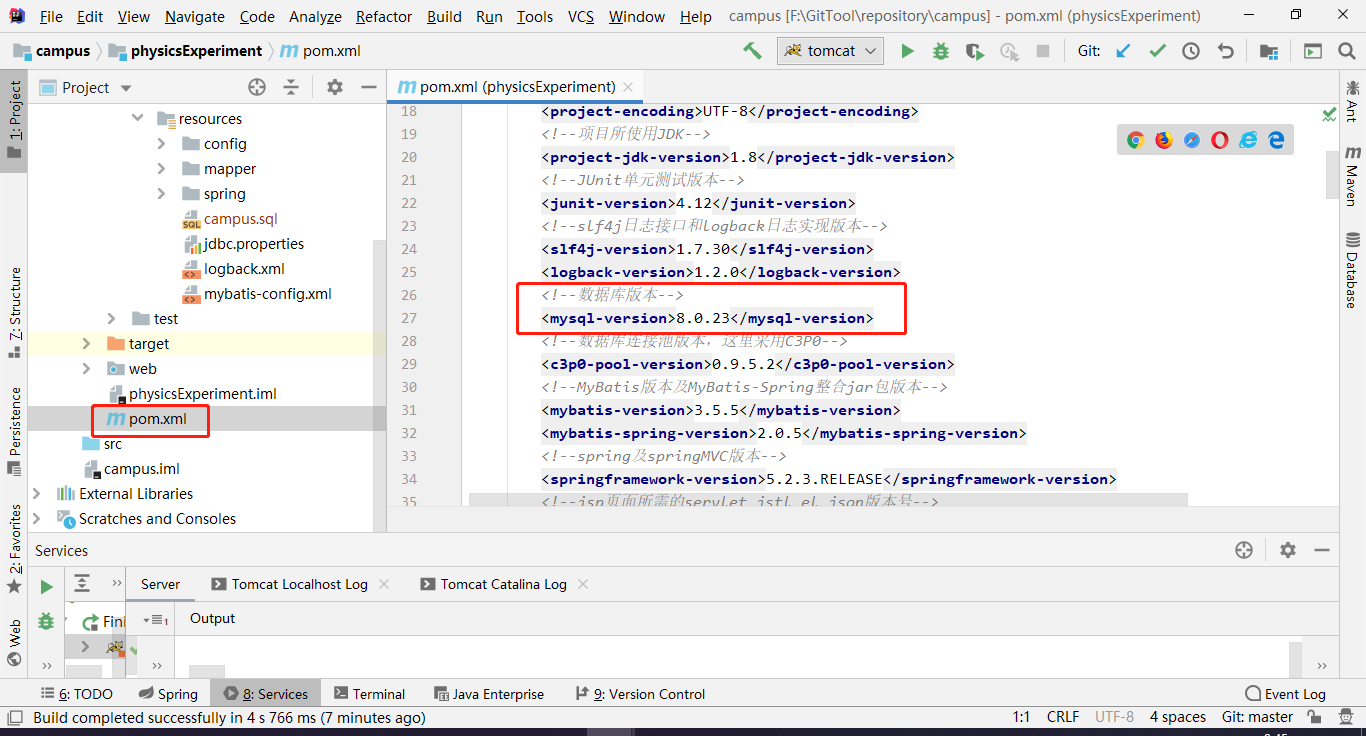 File Edit View Navigate Code Analyze Refactor Build Run Tools VCS Window Help campus [F:\GitTool\repository\campus] - pom.xml (physicsExperiment)
campus physicsExperiment pom.xml tomcat Git:
1: Project
Z: Structure
Persistence
2: Favorites
Web
Project
resources
config
mapper
spring
campus.sql
jdbc.properties
logback.xml
mybatis-config.xml
test
target
web
physicsExperiment.iml
pom.xml
src
campus.iml
External Libraries
Scratches and Consoles
pom.xml (physicsExperiment)
18 <project-encoding>UTF-8</project-encoding>
19 <!--项目所使用JDK-->
20 <project-jdk-version>1.8</project-jdk-version>
21 <!--JUnit单元测试版本-->
22 <junit-version>4.12</junit-version>
23 <!--slf4j日志接口和logback日志实现版本-->
24 <slf4j-version>1.7.30</slf4j-version>
25 <logback-version>1.2.0</logback-version>
26 <!--数据库版本-->
27 <mysql-version>8.0.23</mysql-version>
28 <!--数据库连接池版本，这里采用C3P0-->
29 <c3p0-pool-version>0.9.5.2</c3p0-pool-version>
30 <!--MyBatis版本及MyBatis-Spring整合jar包版本-->
31 <mybatis-version>3.5.5</mybatis-version>
32 <mybatis-spring-version>2.0.5</mybatis-spring-version>
33 <!--spring及springMVC版本-->
34 <springframework-version>5.2.3.RELEASE</springframework-version>
35 <!--jsp页面所需的servlet jstl el json版本号-->
Ant
Maven
Database
Services
Server Tomcat Localhost Log Tomcat Catalina Log
Fini
1
Output
6: TODO Spring 8: Services Terminal Java Enterprise 9: Version Control Event Log
Build completed successfully in 4 s 766 ms (7 minutes ago) 1:1 CRLF UTF-8 4 spaces Git: master